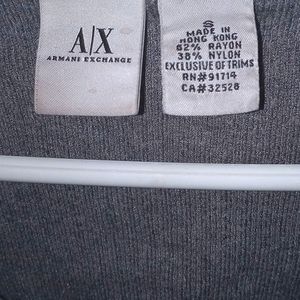 A|X
ARMANI EXCHANGE
S
MADE IN
HONG KONG
62% RAYON
38% NYLON
EXCLUSIVE OF TRIMS
RN#91714
CA#32528